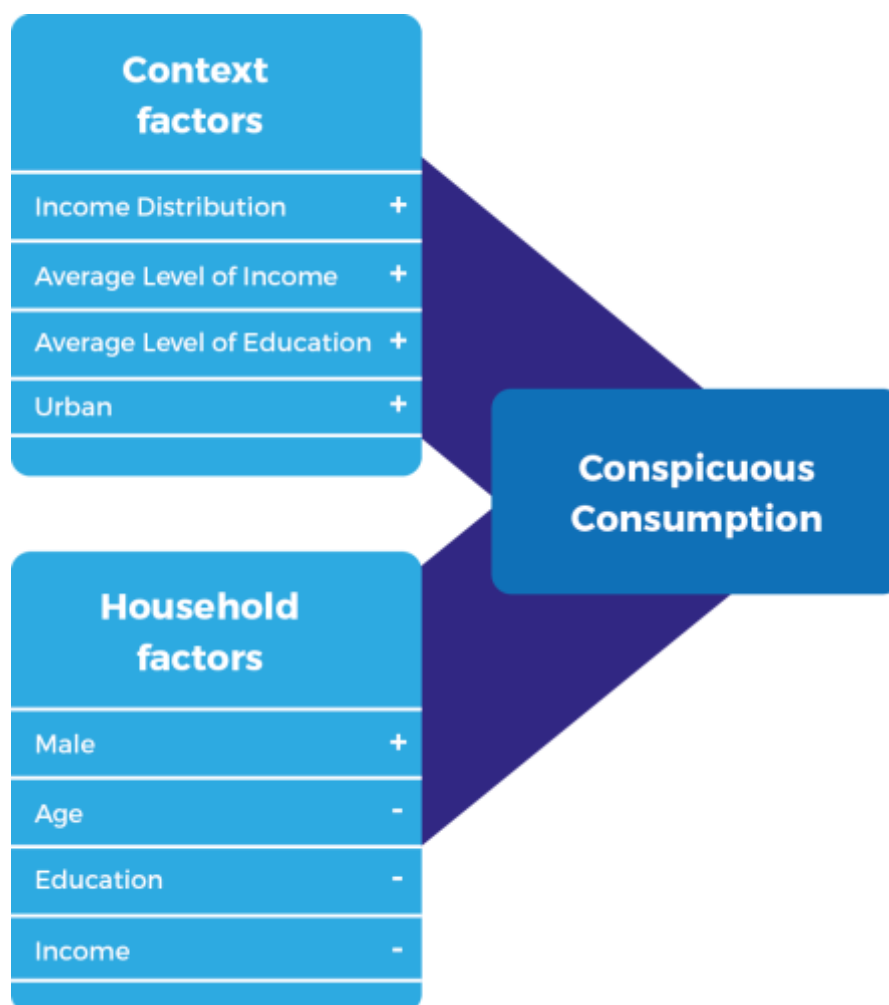 Context
factors
Income Distribution +
Average Level of Income +
Average Level of Education +
Urban +
Conspicuous
Consumption
Household
factors
Male +
Age -
Education -
Income -